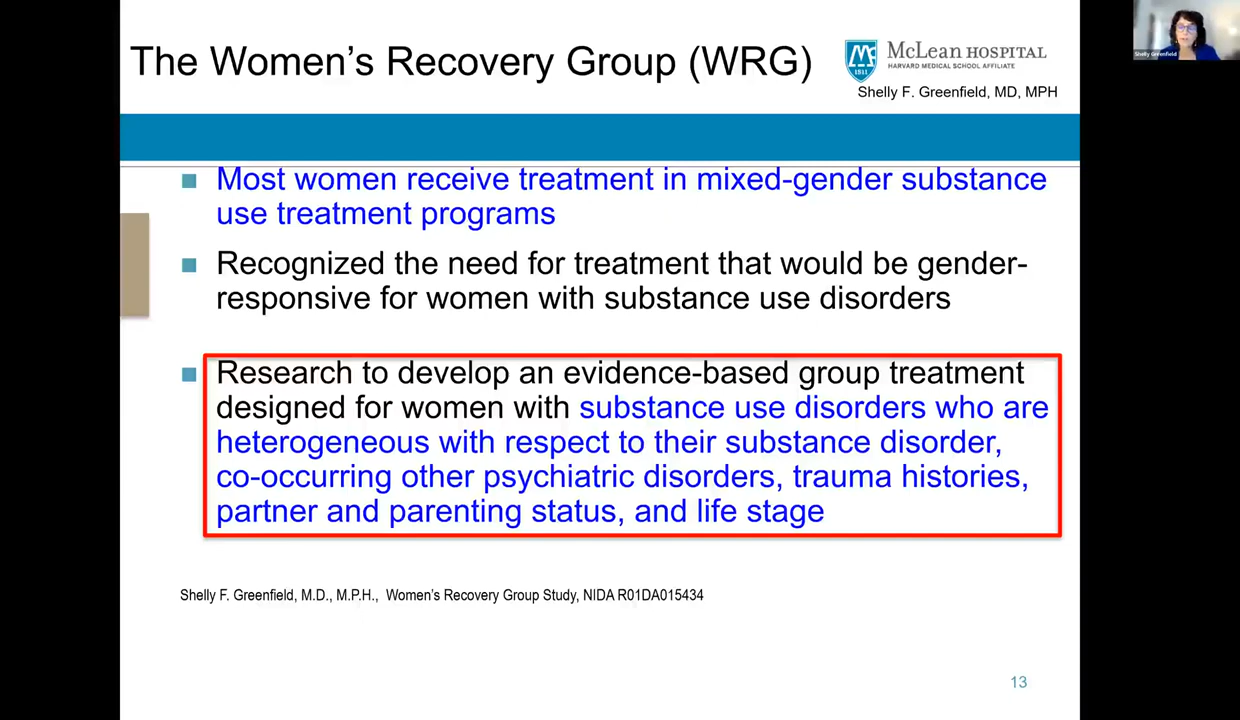 The Women’s Recovery Group (WRG)
McLEAN HOSPITAL
HARVARD MEDICAL SCHOOL AFFILIATE
1811
Shelly F. Greenfield, MD, MPH
Shelly Greenfield
Most women receive treatment in mixed-gender substance
use treatment programs
Recognized the need for treatment that would be gender-
responsive for women with substance use disorders
Research to develop an evidence-based group treatment
designed for women with substance use disorders who are
heterogeneous with respect to their substance disorder,
co-occurring other psychiatric disorders, trauma histories,
partner and parenting status, and life stage
Shelly F. Greenfield, M.D., M.P.H., Women’s Recovery Group Study, NIDA R01DA015434
13